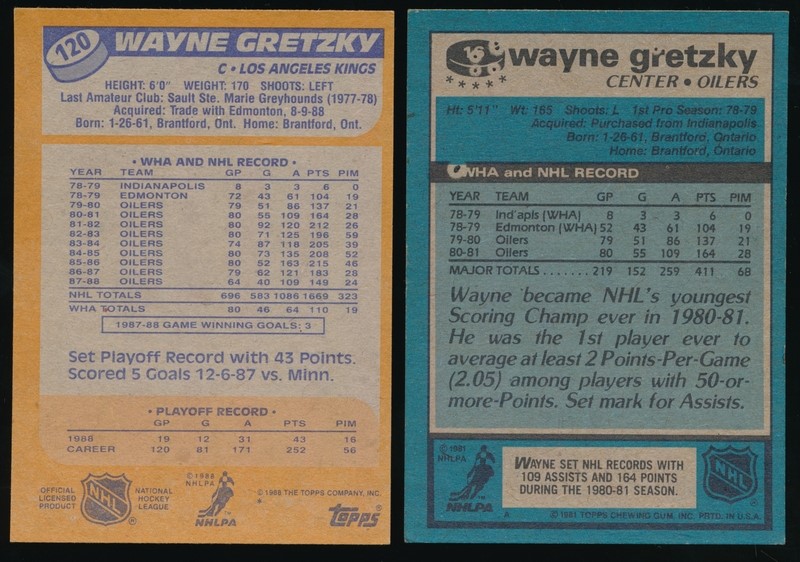 120 WAYNE GRETZKY
C • LOS ANGELES KINGS
HEIGHT: 6'0" WEIGHT: 170 SHOOTS: LEFT
Last Amateur Club: Sault Ste. Marie Greyhounds (1977-78)
Acquired: Trade with Edmonton, 8-9-88
Born: 1-26-61, Brantford, Ont. Home: Brantford, Ont.
• WHA AND NHL RECORD •
YEAR TEAM GP G A PTS PIM
78-79 INDIANAPOLIS 8 3 3 6 0
78-79 EDMONTON 72 43 61 104 19
79-80 OILERS 79 51 86 137 21
80-81 OILERS 80 55 109 164 28
81-82 OILERS 80 92 120 212 26
82-83 OILERS 80 71 125 196 59
83-84 OILERS 74 87 118 205 39
84-85 OILERS 80 73 135 208 52
85-86 OILERS 80 52 163 215 46
86-87 OILERS 79 62 121 183 28
87-88 OILERS 64 40 109 149 24
NHL TOTALS 696 583 1086 1669 323
WHA TOTALS 80 46 64 110 19
1987-88 GAME WINNING GOALS: 3
Set Playoff Record with 43 Points.
Scored 5 Goals 12-6-87 vs. Minn.
• PLAYOFF RECORD •
GP G A PTS PIM
1988 19 12 31 43 16
CAREER 120 81 171 252 56
OFFICIAL LICENSED PRODUCT
NHL ®
NATIONAL HOCKEY LEAGUE
© 1988 NHLPA
NHLPA
© 1988 THE TOPPS COMPANY, INC.
topps ®
16 wayne gretzky
CENTER • OILERS
Ht: 5'11" Wt: 165 Shoots: L 1st Pro Season: 78-79
Acquired: Purchased from Indianapolis
Born: 1-26-61, Brantford, Ontario
Home: Brantford, Ontario
WHA and NHL RECORD
YEAR TEAM GP G A PTS PIM
78-79 Ind'apls (WHA) 8 3 3 6 0
78-79 Edmonton (WHA) 52 43 61 104 19
79-80 Oilers 79 51 86 137 21
80-81 Oilers 80 55 109 164 28
MAJOR TOTALS ....... 219 152 259 411 68
Wayne became NHL's youngest
Scoring Champ ever in 1980-81.
He was the 1st player ever to
average at least 2 Points-Per-Game
(2.05) among players with 50-or-
more-Points. Set mark for Assists.
© 1981 NHLPA
NHLPA
WAYNE SET NHL RECORDS WITH
109 ASSISTS AND 164 POINTS
DURING THE 1980-81 SEASON.
NHL
A © 1981 TOPPS CHEWING GUM, INC. PRTD. IN U.S.A.